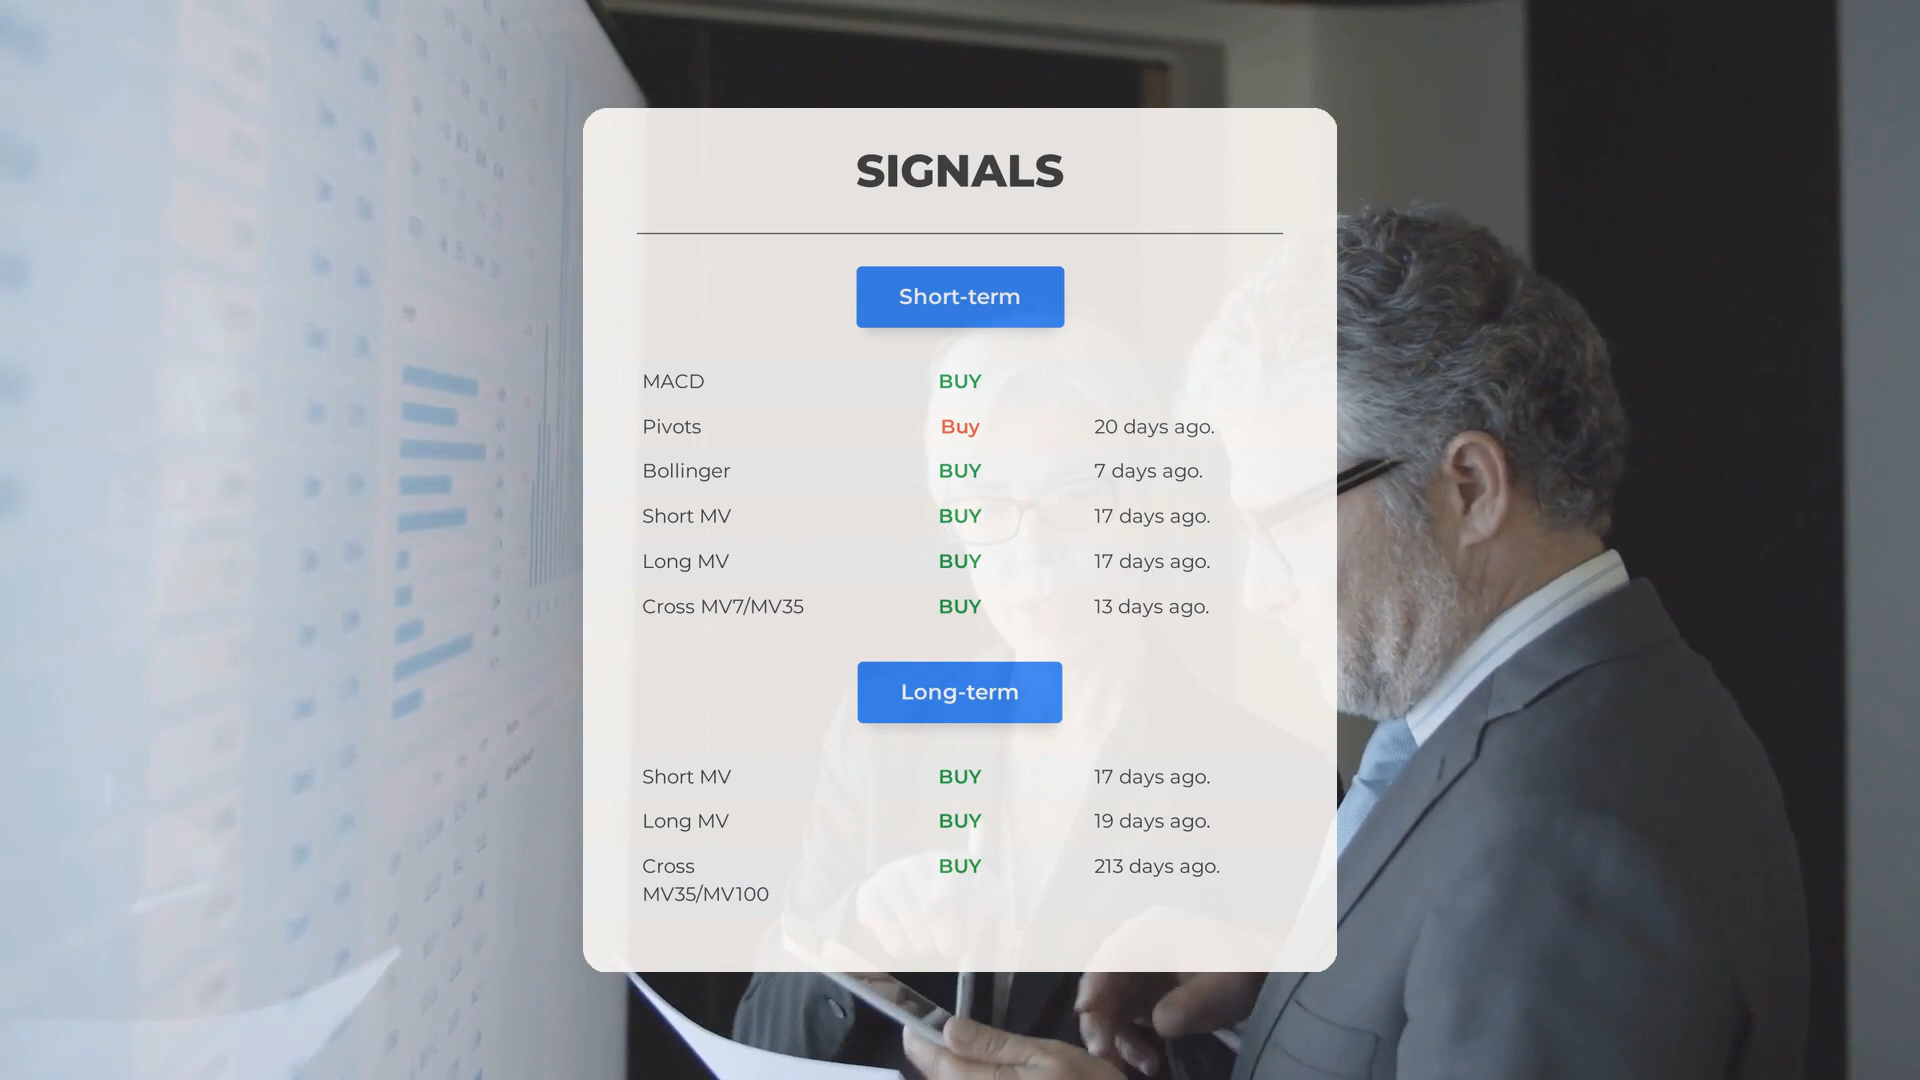 SIGNALS
Short-term
MACD BUY
Pivots Buy 20 days ago.
Bollinger BUY 7 days ago.
Short MV BUY 17 days ago.
Long MV BUY 17 days ago.
Cross MV7/MV35 BUY 13 days ago.
Long-term
Short MV BUY 17 days ago.
Long MV BUY 19 days ago.
Cross BUY 213 days ago.
MV35/MV100